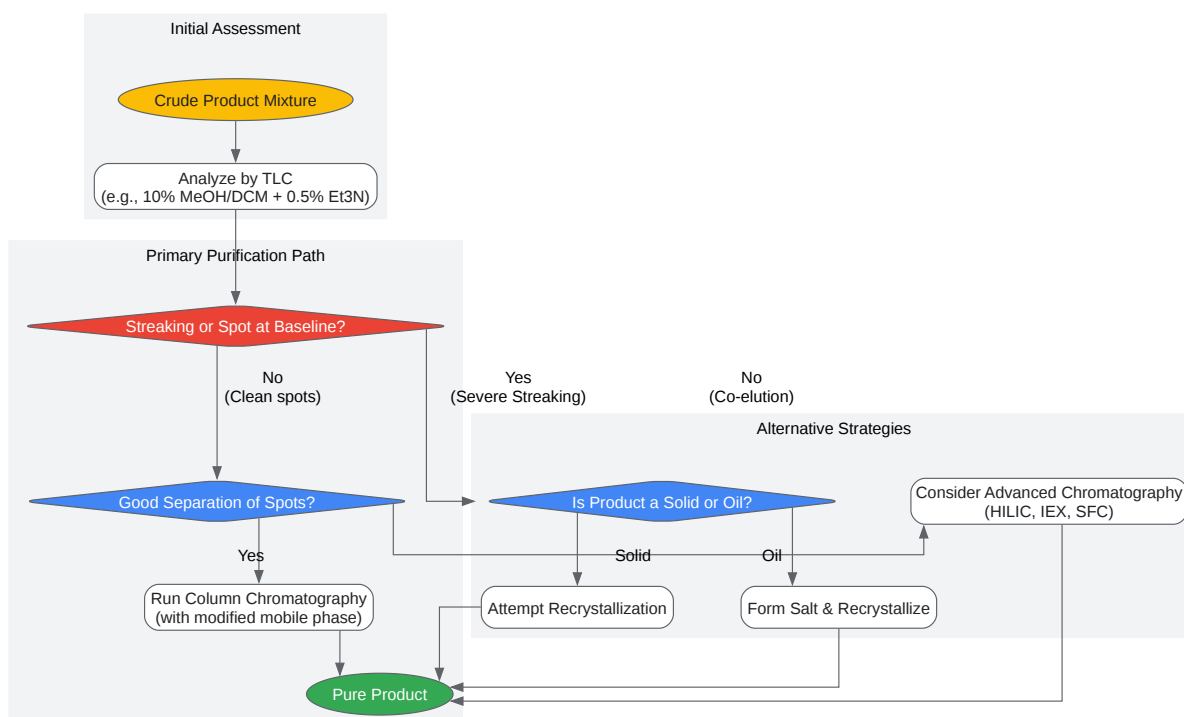 Initial Assessment
Crude Product Mixture
Analyze by TLC
(e.g., 10% MeOH/DCM + 0.5% Et3N)
Primary Purification Path
Streaking or Spot at Baseline?
No
(Clean spots)
Yes
(Severe Streaking)
No
(Co-elution)
Alternative Strategies
Good Separation of Spots?
Is Product a Solid or Oil?
Consider Advanced Chromatography
(HILIC, IEX, SFC)
Yes
Solid
Oil
Run Column Chromatography
(with modified mobile phase)
Attempt Recrystallization
Form Salt & Recrystallize
Pure Product